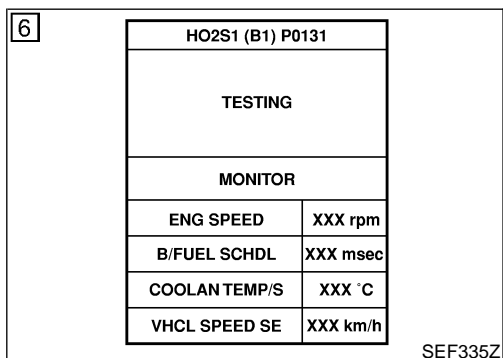 6
HO2S1 (B1) P0131
TESTING
MONITOR
ENG SPEED XXX rpm
B/FUEL SCHDL XXX msec
COOLAN TEMP/S XXX °C
VHCL SPEED SE XXX km/h
SEF335Z